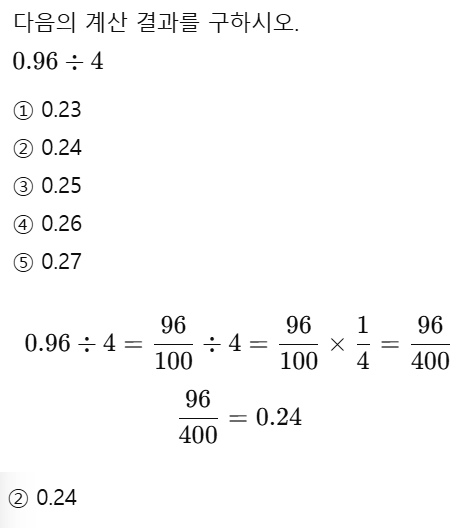 다음의 계산 결과를 구하시오.
0.96 ÷ 4
① 0.23
② 0.24
③ 0.25
④ 0.26
⑤ 0.27
0.96 ÷ 4 = 96/100 ÷ 4 = 96/100 × 1/4 = 96/400
96/400 = 0.24
② 0.24